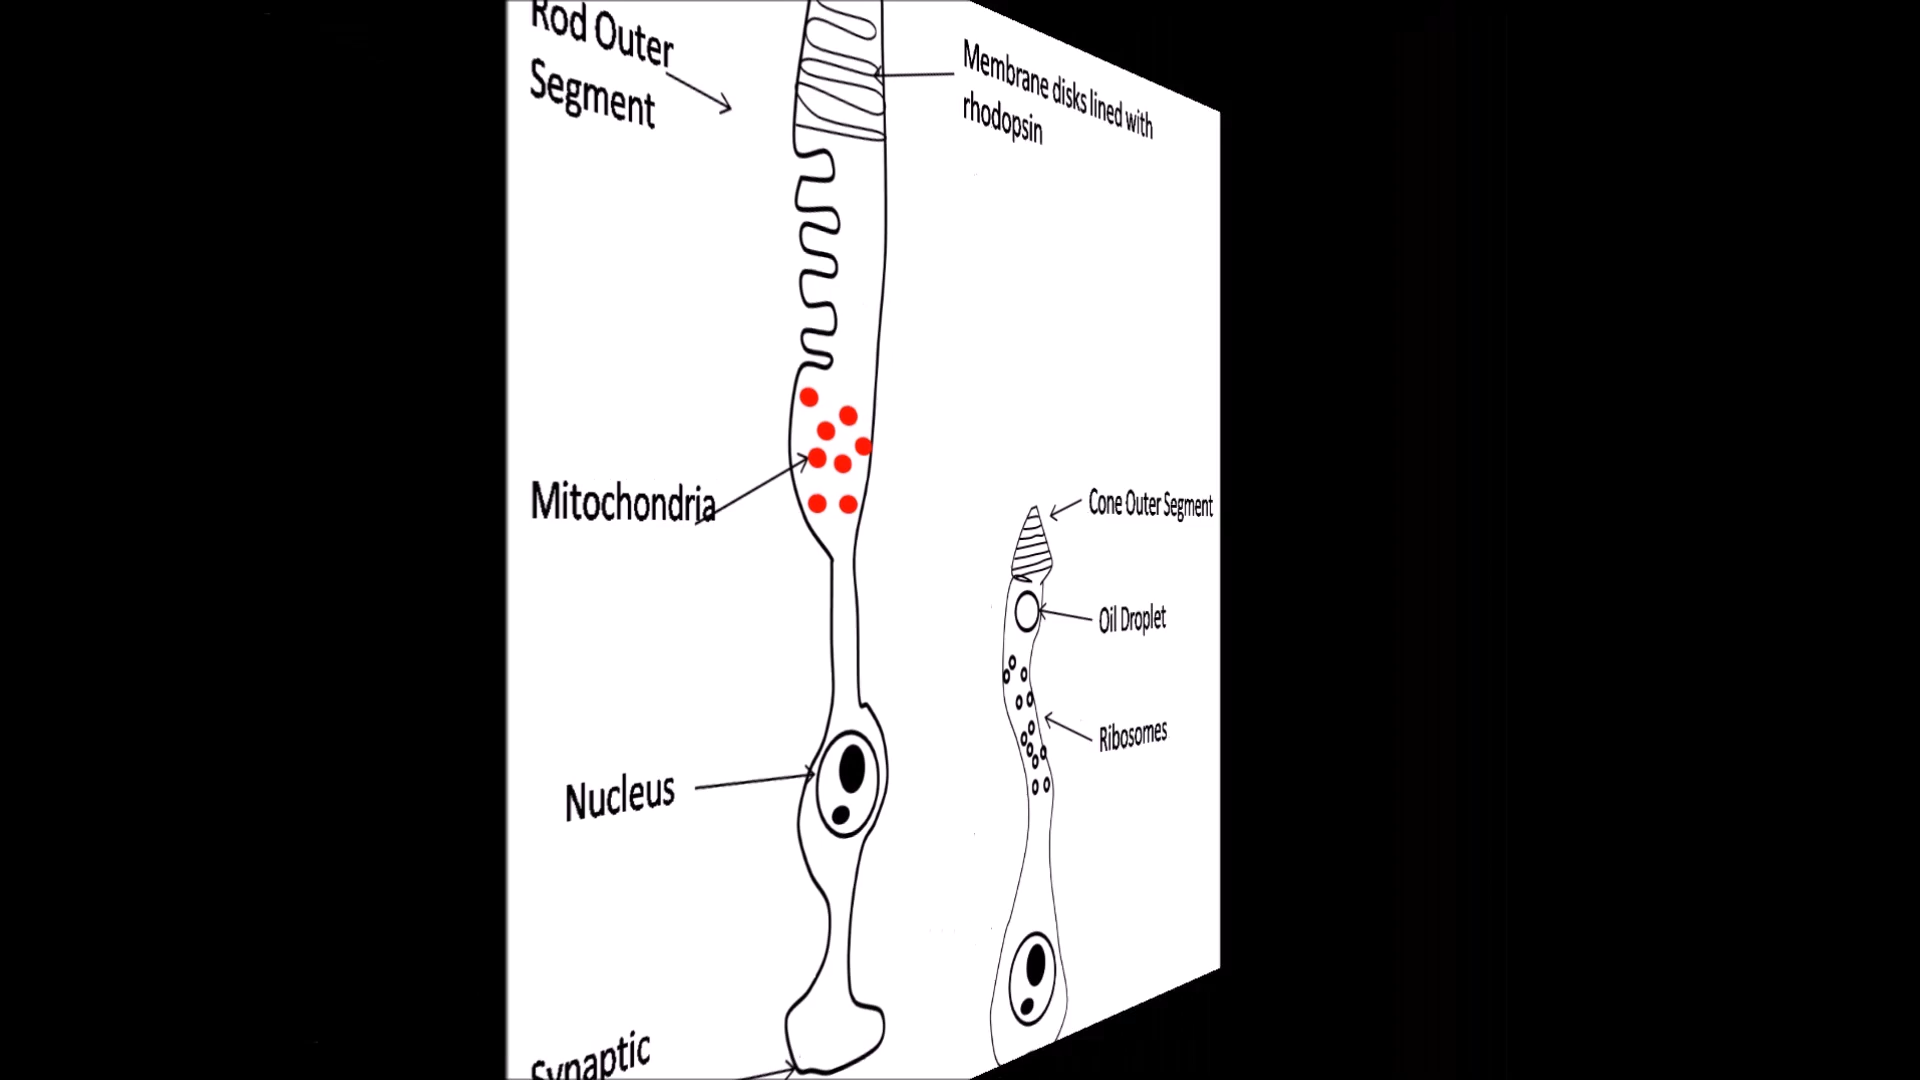 Rod Outer
Segment
Membrane disks lined with
rhodopsin
Mitochondria
Cone Outer Segment
Oil Droplet
Ribosomes
Nucleus
Synaptic